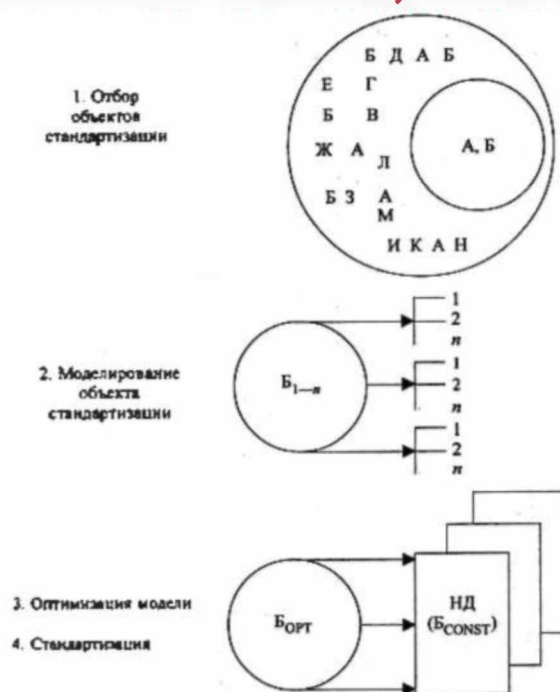 1. Отбор
объектов
стандартизации
Б Д А Б
Е Г
Б В
Ж А
Л
Б З А
М
И К А Н
А, Б
2. Моделирование
объекта
стандартизации
Б1—n
1
2
n
1
2
n
1
2
n
3. Оптимизация модели
4. Стандартизация
БОРТ
НД
(БCONST)